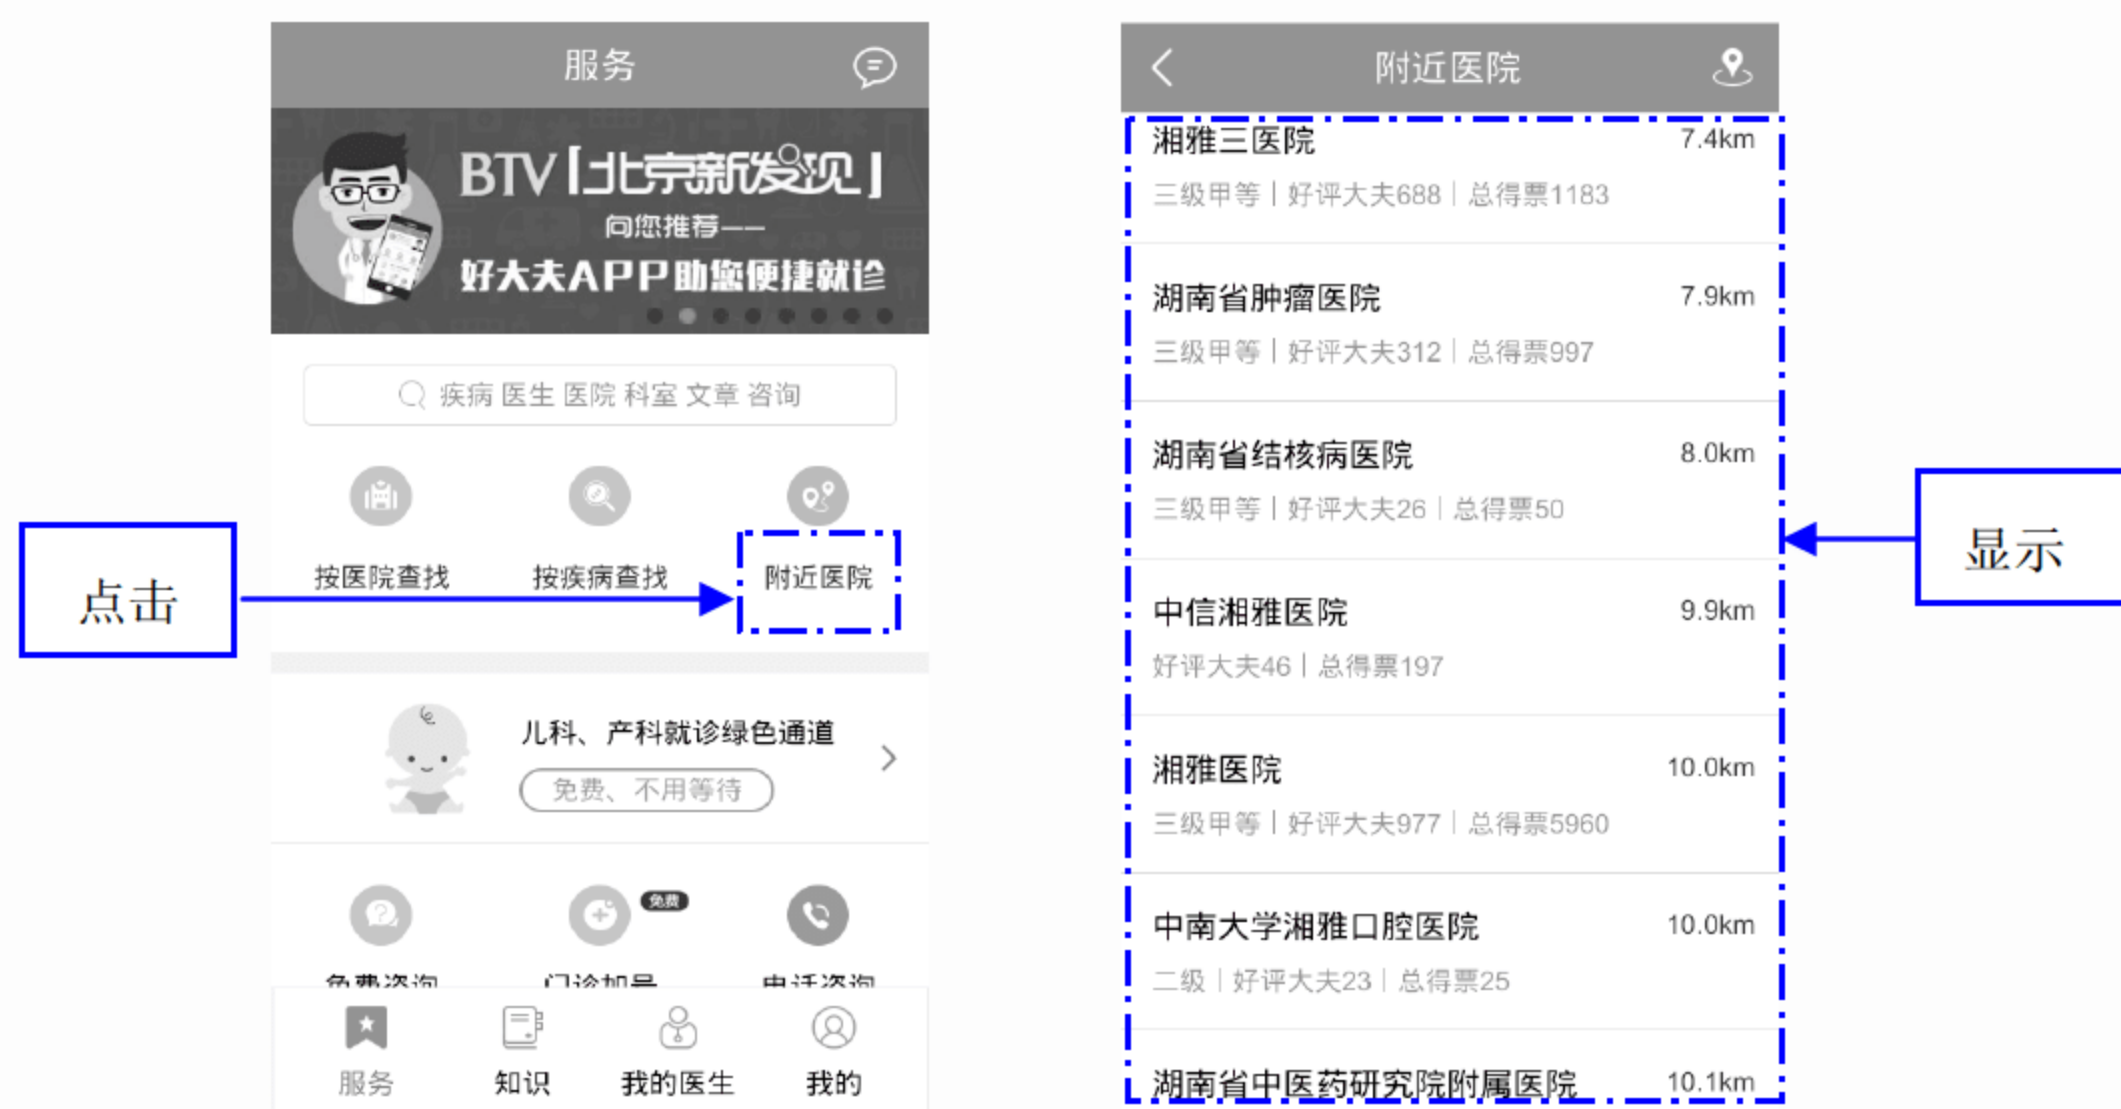 服务
BTV「北京新发现」
向您推荐——
好大夫APP助您便捷就诊
疾病 医生 医院 科室 文章 咨询
按医院查找 按疾病查找 附近医院
点击
儿科、产科就诊绿色通道
免费、不用等待
免费
免费咨询 门诊加号 电话咨询
服务 知识 我的医生 我的
附近医院
湘雅三医院 7.4km
三级甲等｜好评大夫688｜总得票1183
湖南省肿瘤医院 7.9km
三级甲等｜好评大夫312｜总得票997
湖南省结核病医院 8.0km
三级甲等｜好评大夫26｜总得票50
中信湘雅医院 9.9km
好评大夫46｜总得票197
湘雅医院 10.0km
三级甲等｜好评大夫977｜总得票5960
中南大学湘雅口腔医院 10.0km
二级｜好评大夫23｜总得票25
湖南省中医药研究院附属医院 10.1km
显示